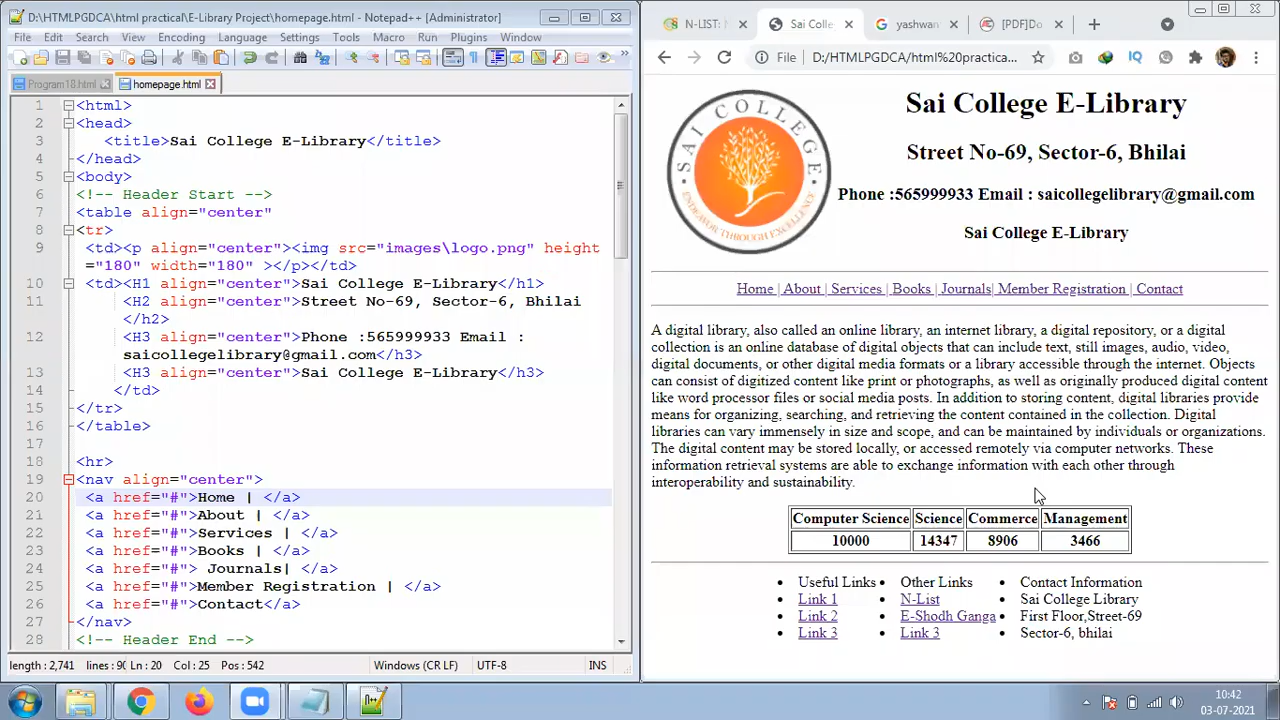 D:\HTMLPGDCA\html practical\E-Library Project\homepage.html - Notepad++ [Administrator]
File Edit Search View Encoding Language Settings Tools Macro Run Plugins Window
Program18.html homepage.html
1 <html>
2 <head>
3 <title>Sai College E-Library</title>
4 </head>
5 <body>
6 <!-- Header Start -->
7 <table align="center"
8 <tr>
9 <td><p align="center"><img src="images\logo.png" height
="180" width="180" ></p></td>
10 <td><H1 align="center">Sai College E-Library</h1>
11 <H2 align="center">Street No-69, Sector-6, Bhilai
</h2>
12 <H3 align="center">Phone :565999933 Email :
saicollegelibrary@gmail.com</h3>
13 <H3 align="center">Sai College E-Library</h3>
14 </td>
15 </tr>
16 </table>
17
18 <hr>
19 <nav align="center">
20 <a href="#">Home | </a>
21 <a href="#">About | </a>
22 <a href="#">Services | </a>
23 <a href="#">Books | </a>
24 <a href="#"> Journals| </a>
25 <a href="#">Member Registration | </a>
26 <a href="#">Contact</a>
27 </nav>
28 <!-- Header End -->
length : 2,741 lines : 90 Ln : 20 Col : 25 Pos : 542 Windows (CR LF) UTF-8 INS
N-LIST: Sai Colle yashwan [PDF]Do
File D:/HTMLPGDCA/html%20practica...
SAI COLLEGE
ENDEAVOUR THROUGH EXCELLENCE
Sai College E-Library
Street No-69, Sector-6, Bhilai
Phone :565999933 Email : saicollegelibrary@gmail.com
Sai College E-Library
Home | About | Services | Books | Journals| Member Registration | Contact
A digital library, also called an online library, an internet library, a digital repository, or a digital
collection is an online database of digital objects that can include text, still images, audio, video,
digital documents, or other digital media formats or a library accessible through the internet. Objects
can consist of digitized content like print or photographs, as well as originally produced digital content
like word processor files or social media posts. In addition to storing content, digital libraries provide
means for organizing, searching, and retrieving the content contained in the collection. Digital
libraries can vary immensely in size and scope, and can be maintained by individuals or organizations.
The digital content may be stored locally, or accessed remotely via computer networks. These
information retrieval systems are able to exchange information with each other through
interoperability and sustainability.
Computer Science Science Commerce Management
10000 14347 8906 3466
• Useful Links • Other Links • Contact Information
• Link 1 • N-List • Sai College Library
• Link 2 • E-Shodh Ganga • First Floor,Street-69
• Link 3 • Link 3 • Sector-6, bhilai
10:42
03-07-2021